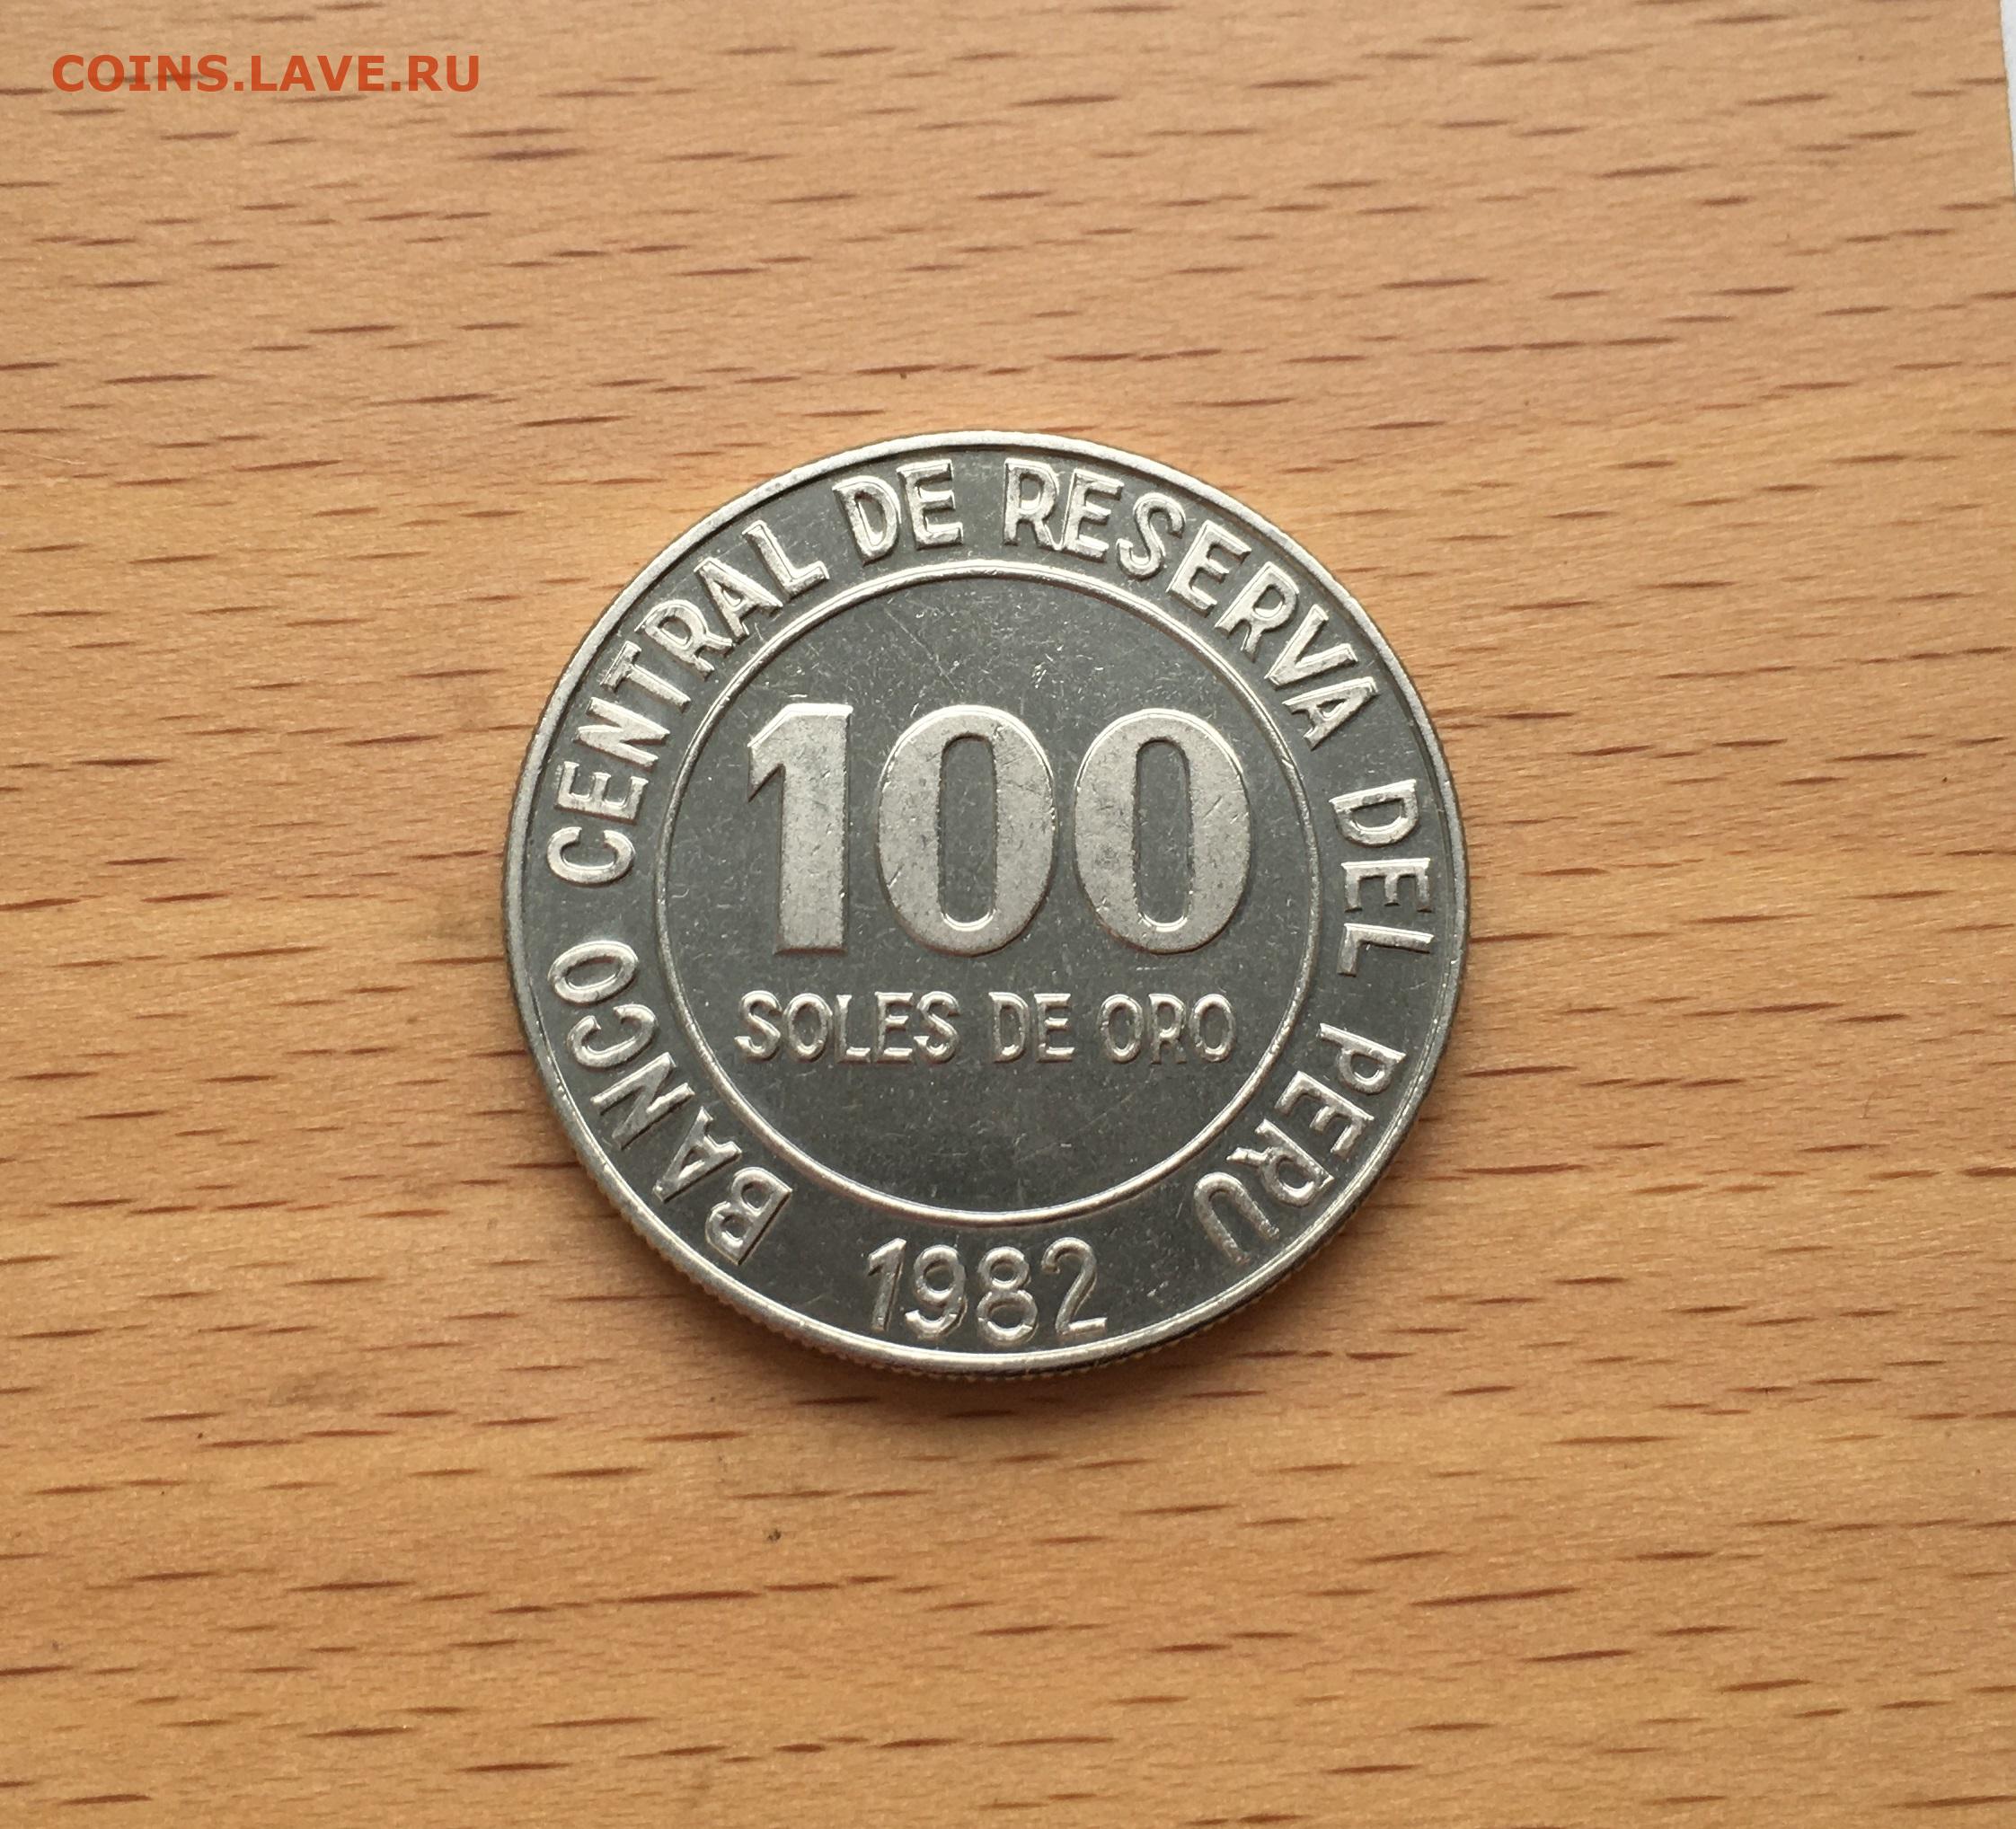 COINS.LAVE.RU
BANCO CENTRAL DE RESERVA DEL PERU
100
SOLES DE ORO
1982